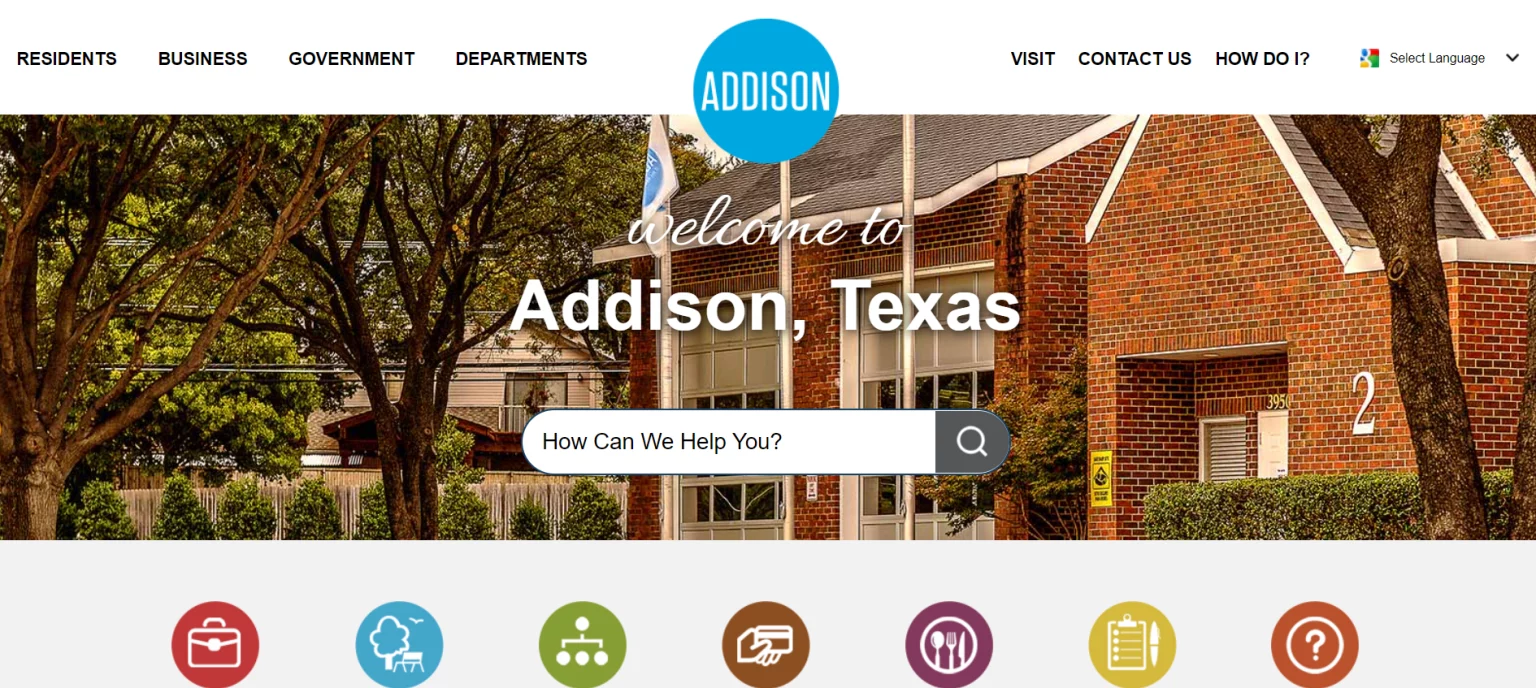 RESIDENTS BUSINESS GOVERNMENT DEPARTMENTS ADDISON VISIT CONTACT US HOW DO I? Select Language
welcome to
Addison, Texas
3950
2
How Can We Help You?
?